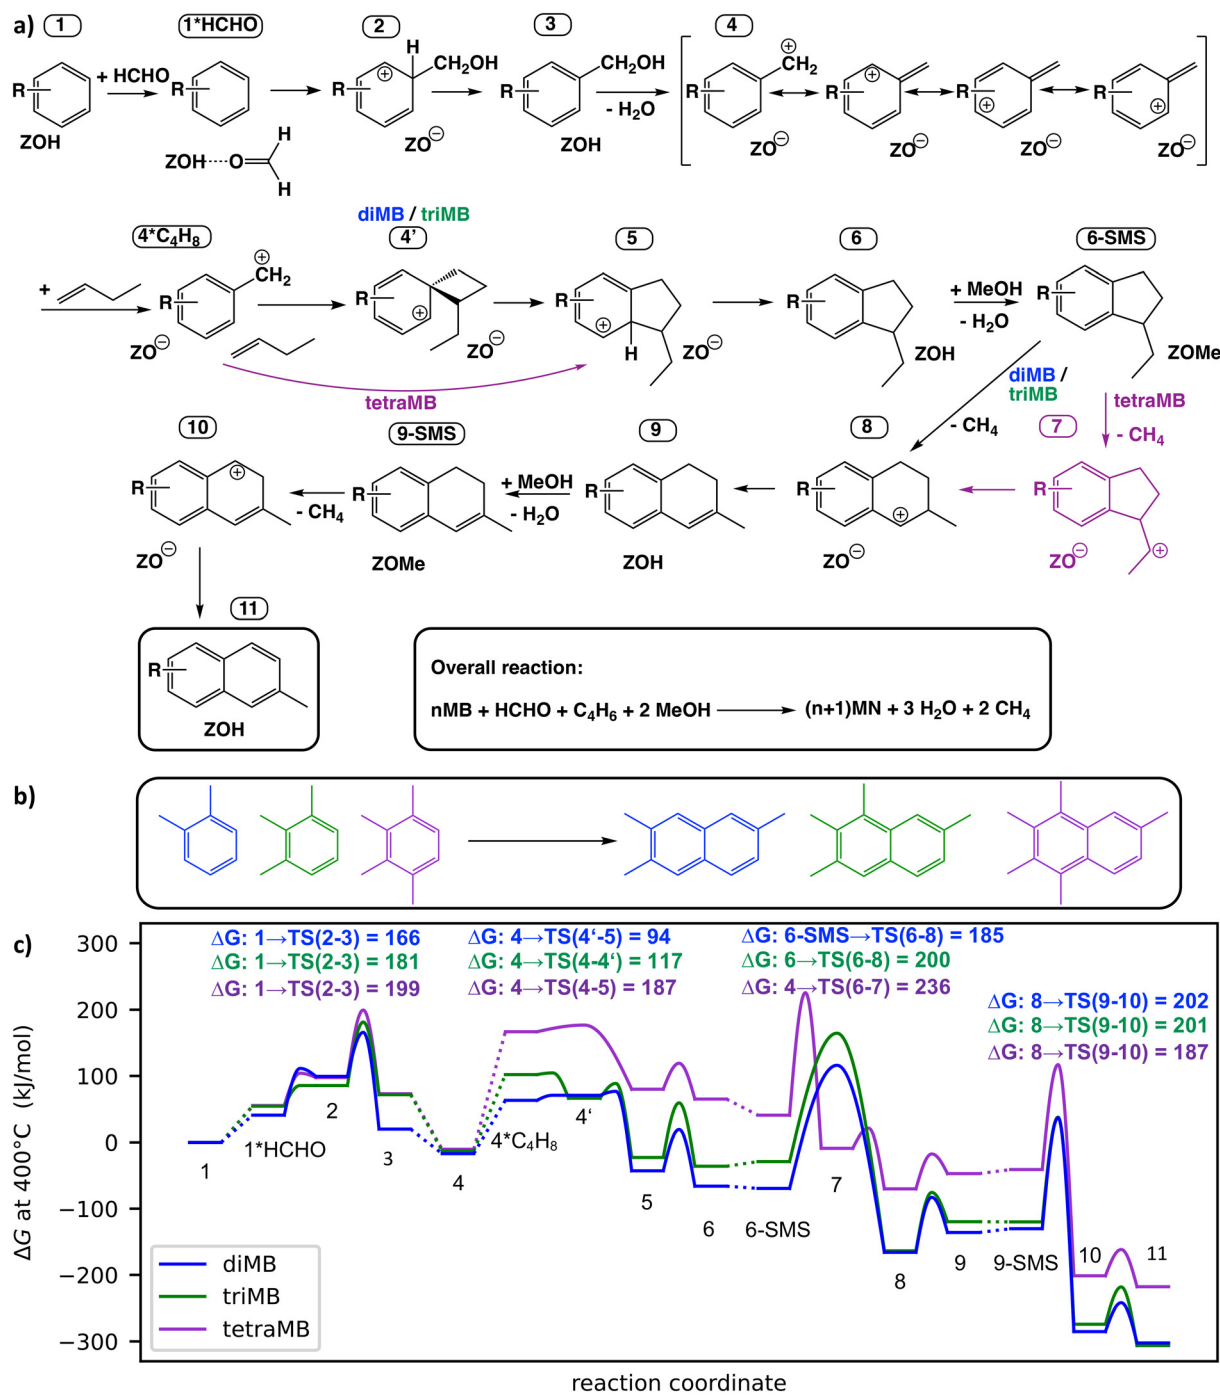 a)
1
1*HCHO
2
3
4
R
+ HCHO
R
ZOH
ZOH
O
H
H
R
H
CH₂OH
ZO⊖
R
CH₂OH
ZOH
- H₂O
R
CH₂
ZO⊖
R
ZO⊖
R
ZO⊖
R
ZO⊖
diMB / triMB
4*C₄H₈
4'
5
6
6-SMS
+
R
CH₂
ZO⊖
R
ZO⊖
R
H
ZO⊖
R
ZOH
+ MeOH
- H₂O
R
ZOMe
tetraMB
diMB /
triMB
tetraMB
- CH₄
- CH₄
10
9-SMS
9
8
7
R
ZO⊖
- CH₄
R
ZOMe
+ MeOH
- H₂O
R
ZOH
R
ZO⊖
R
ZO⊖
11
R
ZOH
Overall reaction:
nMB + HCHO + C₄H₆ + 2 MeOH ⟶ (n+1)MN + 3 H₂O + 2 CH₄
b)
c)
ΔG: 1→TS(2-3) = 166
ΔG: 1→TS(2-3) = 181
ΔG: 1→TS(2-3) = 199
ΔG: 4→TS(4‘-5) = 94
ΔG: 4→TS(4-4‘) = 117
ΔG: 4→TS(4-5) = 187
ΔG: 6-SMS→TS(6-8) = 185
ΔG: 6→TS(6-8) = 200
ΔG: 4→TS(6-7) = 236
ΔG: 8→TS(9-10) = 202
ΔG: 8→TS(9-10) = 201
ΔG: 8→TS(9-10) = 187
ΔG at 400°C (kJ/mol)
300
200
100
0
−100
−200
−300
1
1*HCHO
2
3
4
4*C₄H₈
4‘
5
6
6-SMS
7
8
9
9-SMS
10
11
diMB
triMB
tetraMB
reaction coordinate